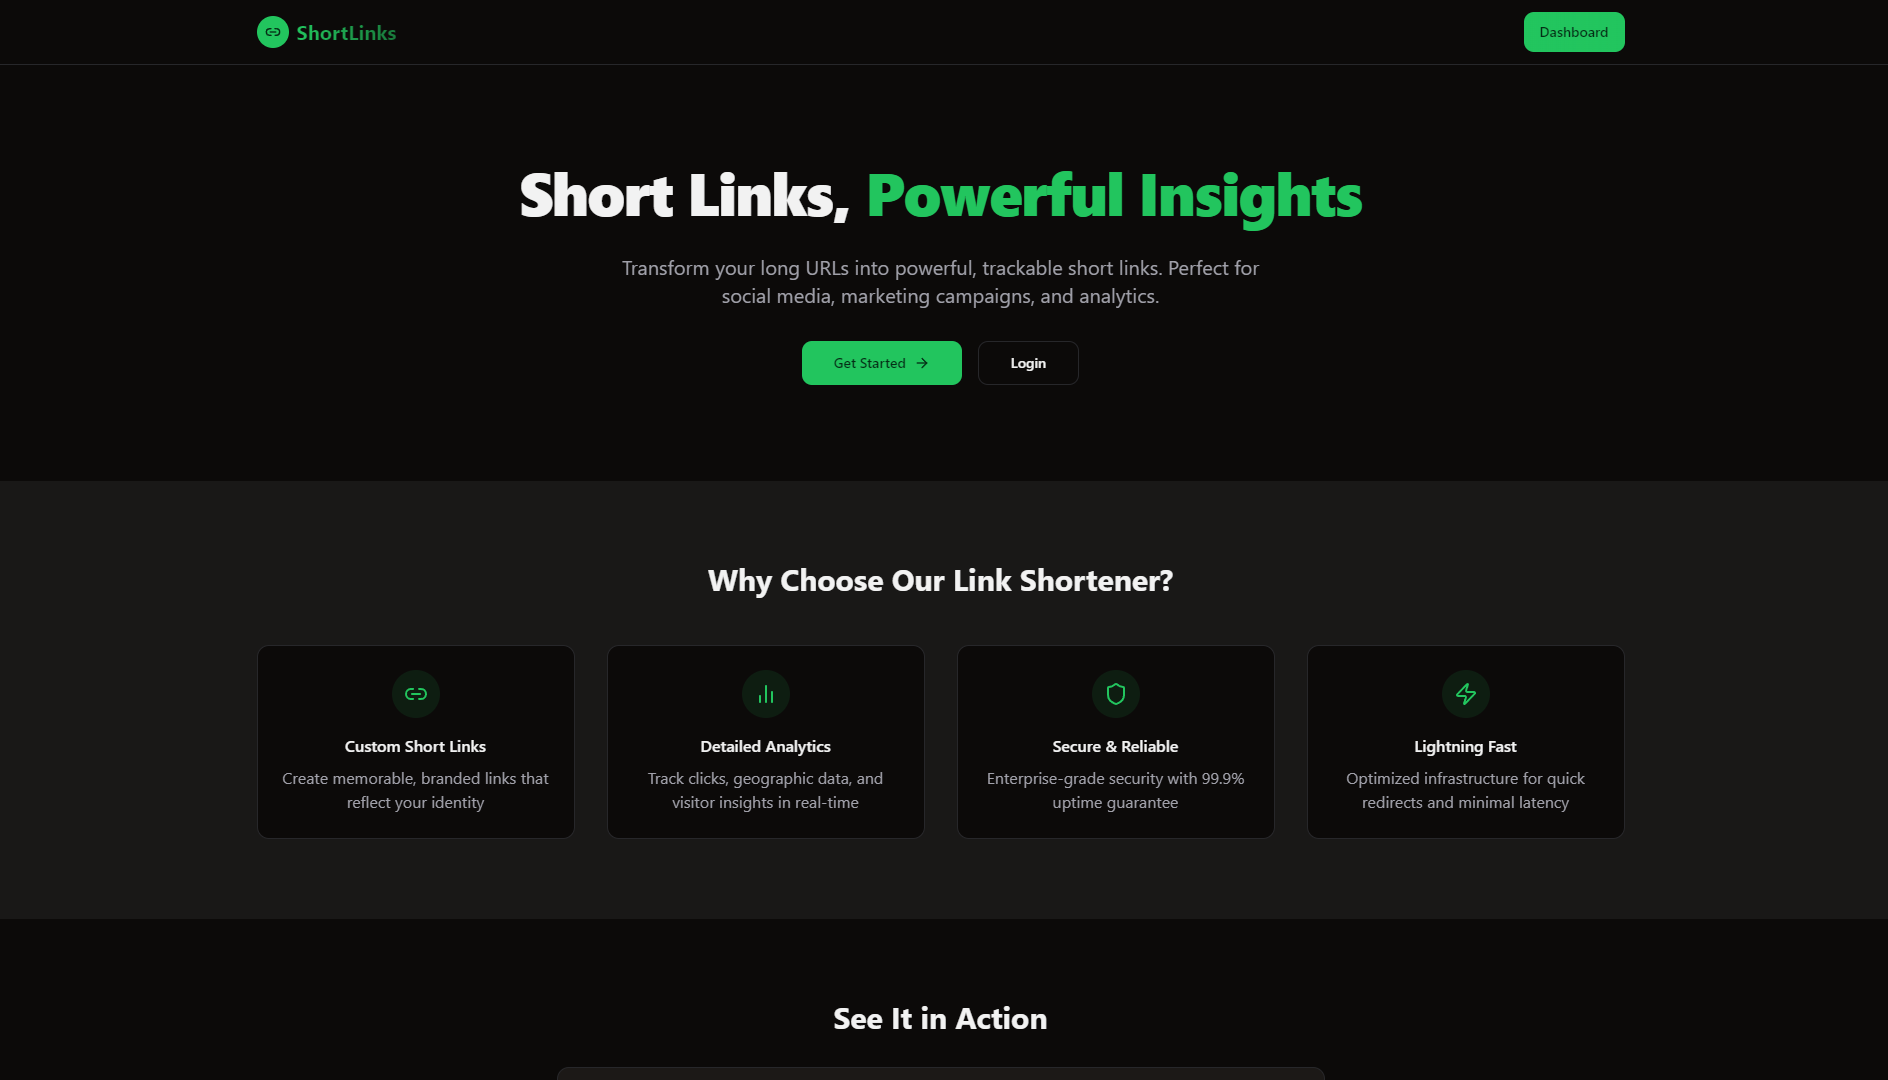 ShortLinks
Dashboard
Short Links, Powerful Insights
Transform your long URLs into powerful, trackable short links. Perfect for
social media, marketing campaigns, and analytics.
Get Started
Login
Why Choose Our Link Shortener?
Custom Short Links
Create memorable, branded links that
reflect your identity
Detailed Analytics
Track clicks, geographic data, and
visitor insights in real-time
Secure & Reliable
Enterprise-grade security with 99.9%
uptime guarantee
Lightning Fast
Optimized infrastructure for quick
redirects and minimal latency
See It in Action